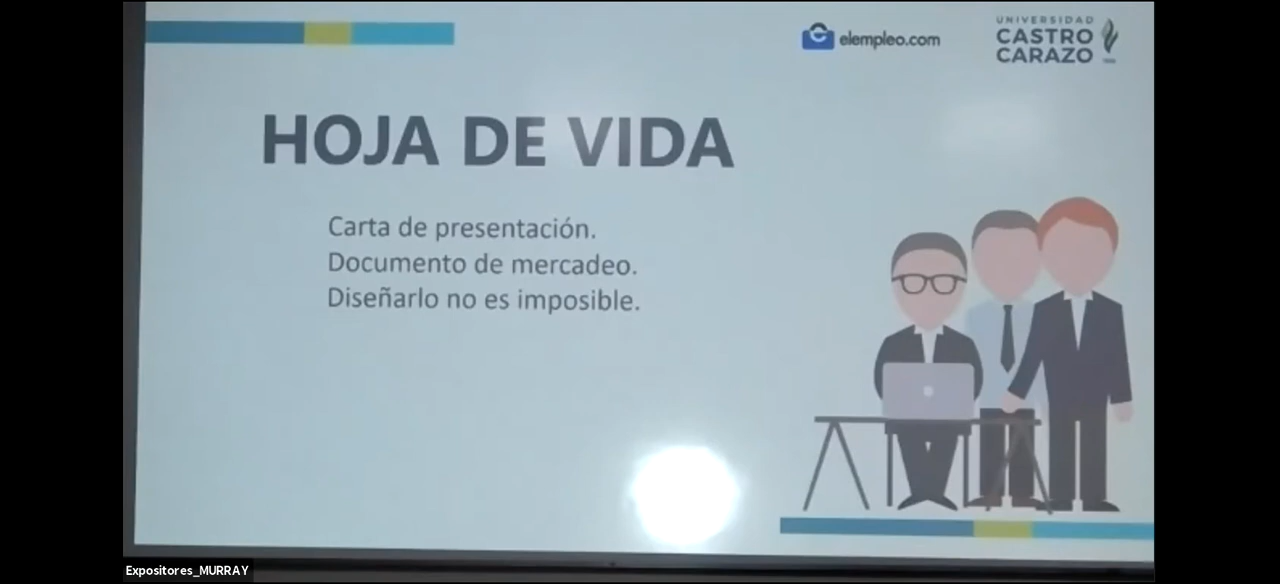 elempleo.com
UNIVERSIDAD
CASTRO
CARAZO
HOJA DE VIDA
Carta de presentación.
Documento de mercadeo.
Diseñarlo no es imposible.
Expositores_MURRAY